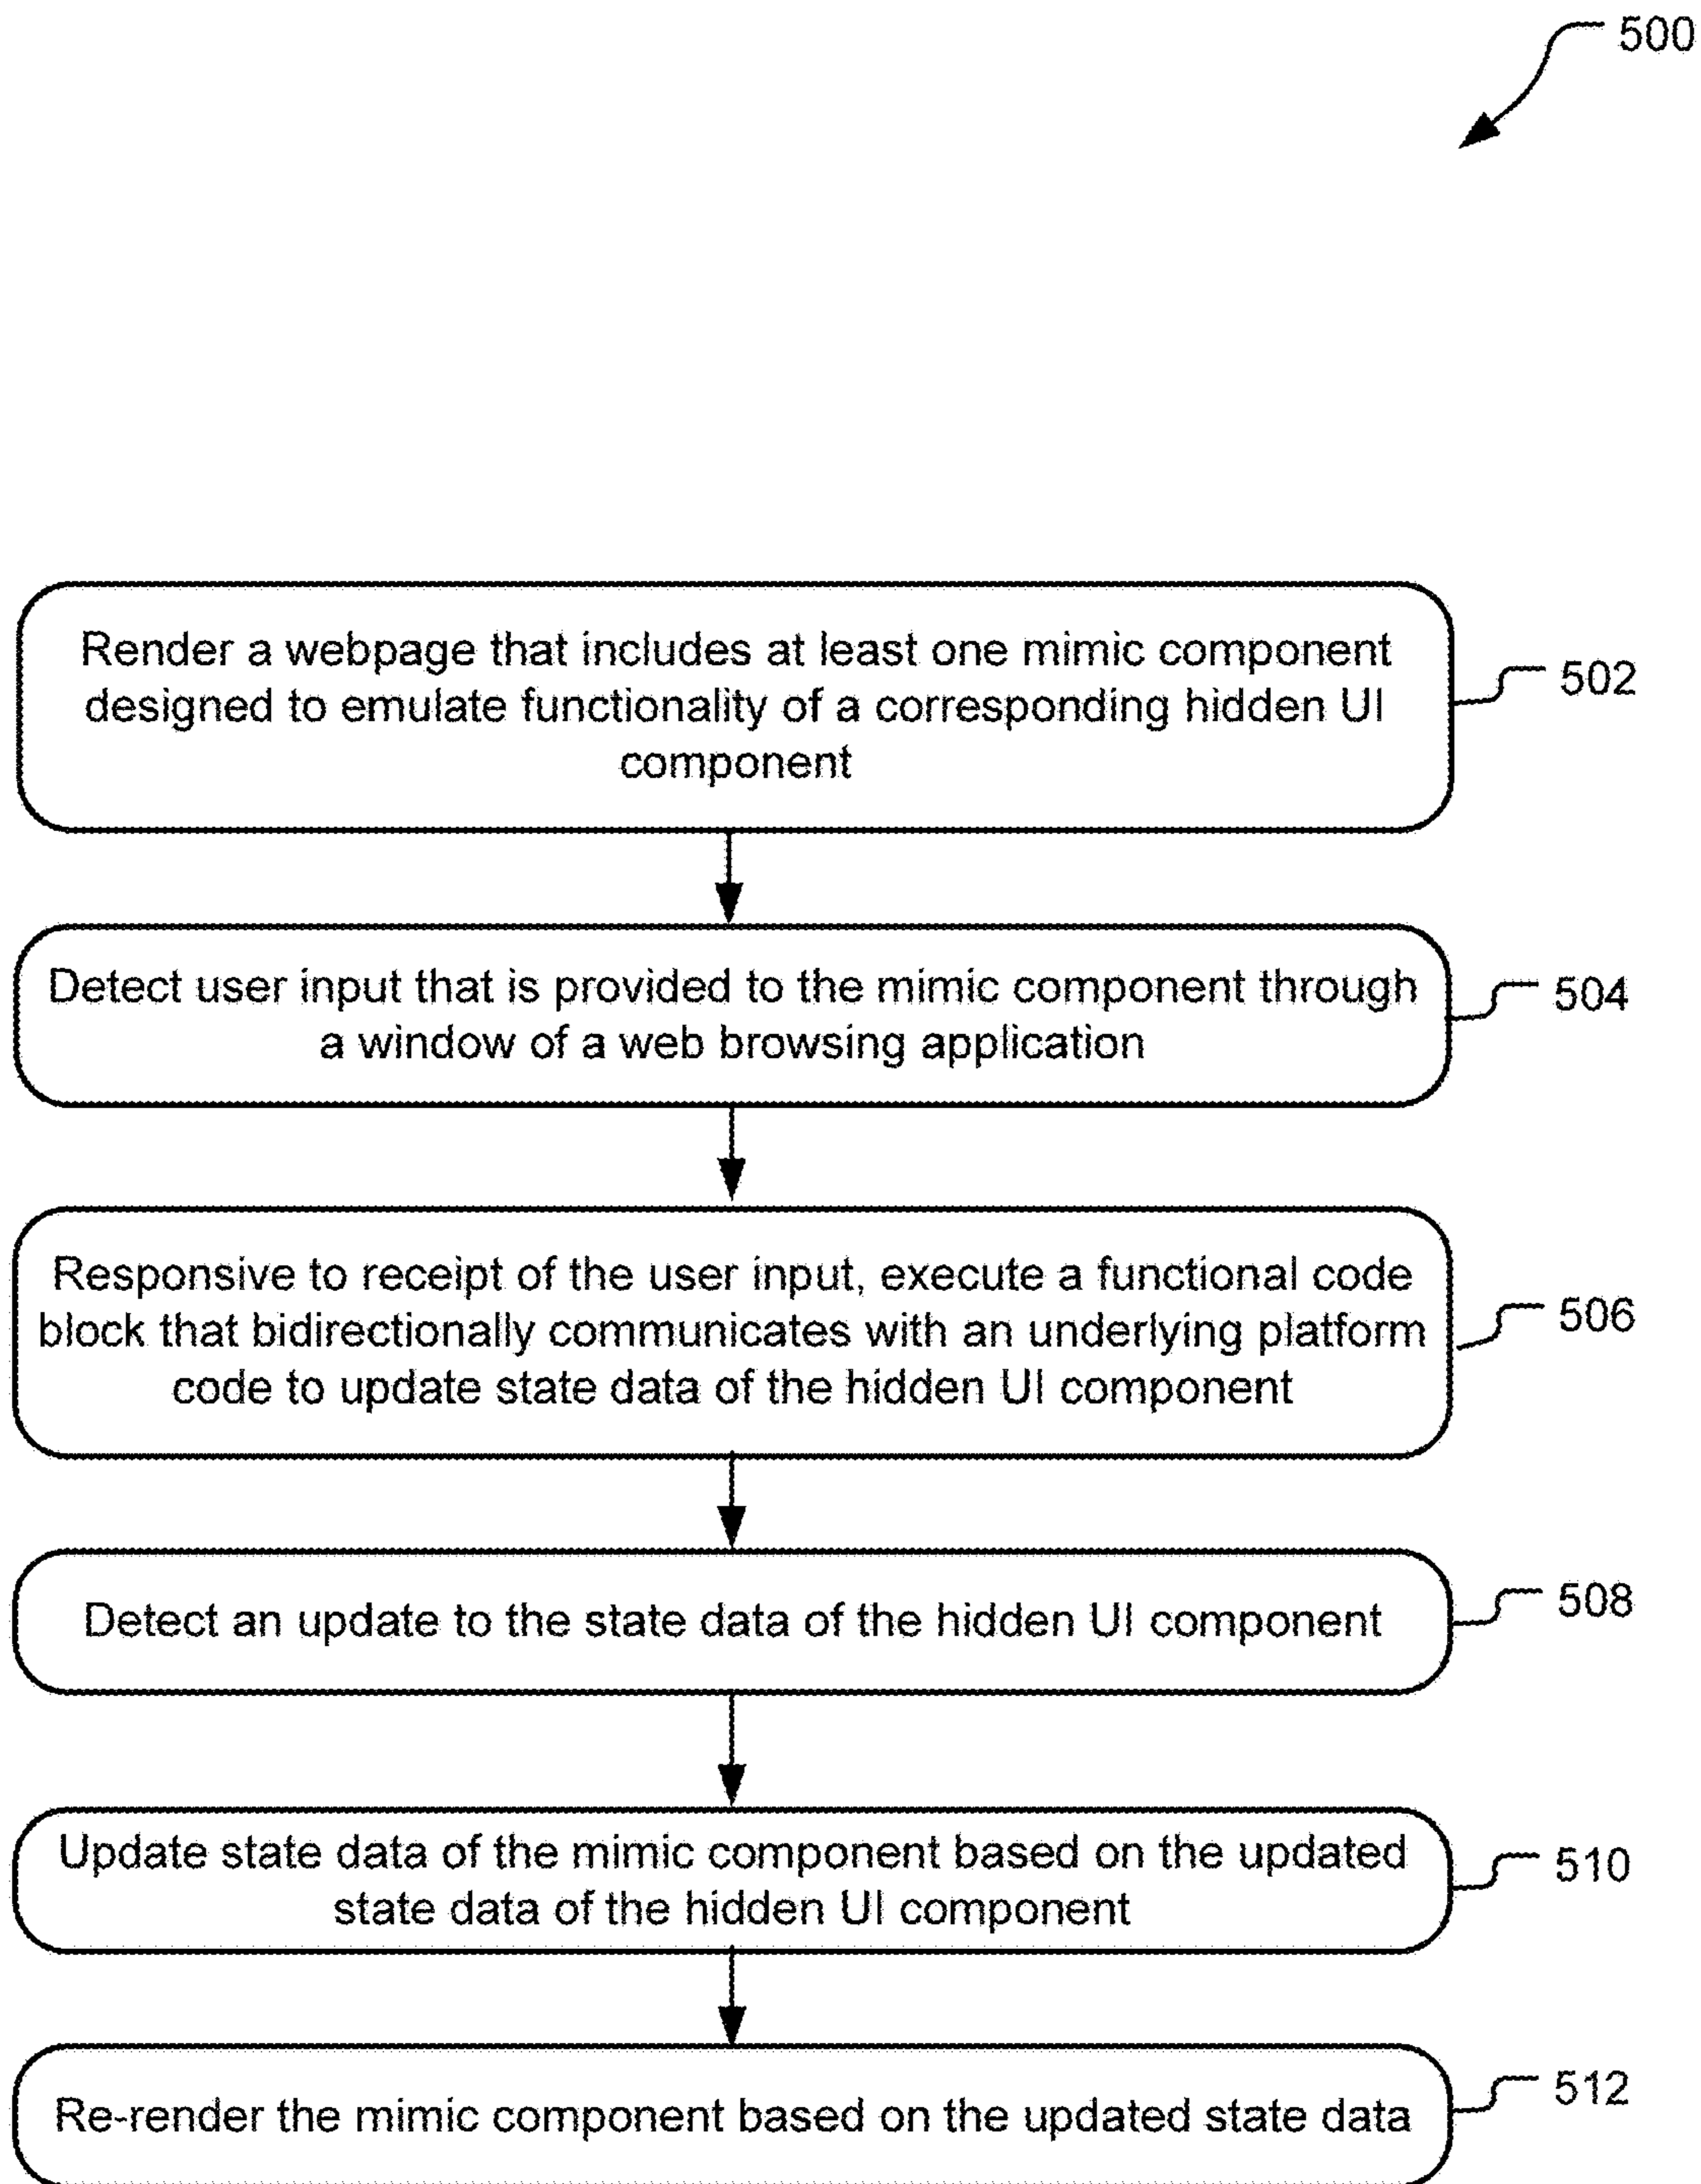 500
Render a webpage that includes at least one mimic component
designed to emulate functionality of a corresponding hidden UI
component
502
Detect user input that is provided to the mimic component through
a window of a web browsing application
504
Responsive to receipt of the user input, execute a functional code
block that bidirectionally communicates with an underlying platform
code to update state data of the hidden UI component
506
Detect an update to the state data of the hidden UI component
508
Update state data of the mimic component based on the updated
state data of the hidden UI component
510
Re-render the mimic component based on the updated state data
512